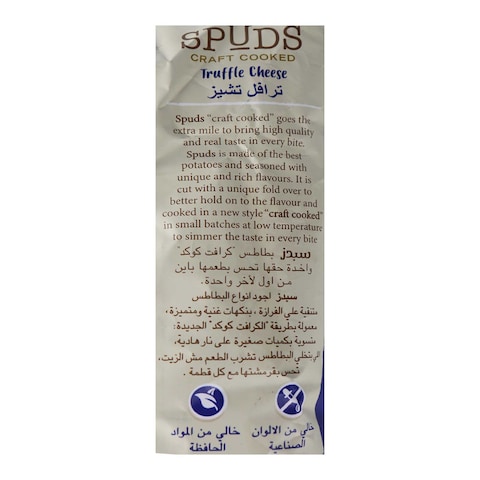 SPUDS
CRAFT COOKED
Truffle Cheese
ترافل تشيز
Spuds "craft cooked" goes the
extra mile to bring high quality
and real taste in every bite.
Spuds is made of the best
potatoes and seasoned with
unique and rich flavours. It is
cut with a unique fold over to
better hold on to the flavour and
cooked in a new style "craft cooked"
in small batches at low temperature
to simmer the taste in every bite
سبدز بطاطس "كرافت كوكد"
واخدة حقها تحس بطعمها باين
من اول لآخر واحدة.
سبدز اجود انواع البطاطس
متنقية على الفرازة، بنكهات غنية ومتميزة،
معمولة بطريقة "الكرافت كوكد" الجديدة:
متسوية بكميات صغيرة على نار هادية،
بتخلي البطاطس تشرب الطعم مش الزيت،
تحس بقرمشتها مع كل قطمة.
خالي من المواد
الحافظة
خالي من الالوان
الصناعية